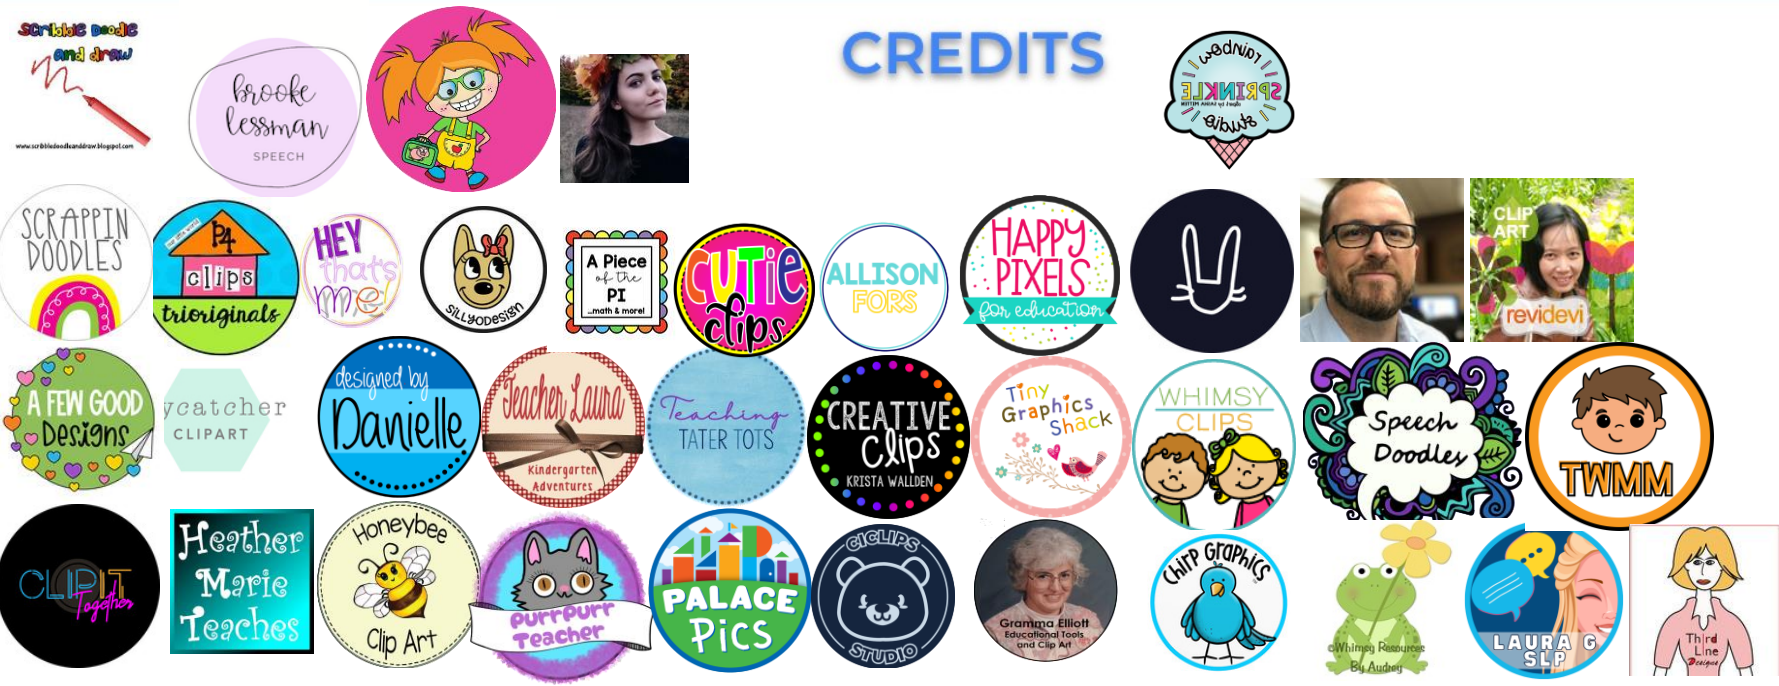 CREDITS
scribble Doodle
and draw
www.scribbledoodleanddraw.blogspot.com
brooke
lessman
SPEECH
rainbow
SPRINKLE
studio
SCRAPPIN
DOODLES
P4
clips
trioriginals
HEY
that's
me!
SillyODesign
A Piece
of the
PI
...math & more!
CUTiE
clips
ALLISON
FORS
HAPPY
PIXELS
for education
CLIP
ART
revidevi
A FEW GOOD
Designs
ycatcher
CLIPART
designed by
Danielle
Teacher Laura
Kindergarten
Adventures
Teaching
TATER TOTS
CREATIVE
Clips
KRISTA WALLDEN
Tiny
Graphics
Shack
WHIMSY
CLIPS
Speech
Doodles
TWMM
CLIPIT
Together
Heather
Marie
Teaches
Honeybee
Clip Art
PURRPURR
Teacher
PALACE
Pics
CICLIPS
STUDIO
Gramma Elliott
Educational Tools
and Clip Art
Chirp GRAPHICS
©Whimsy Resources
By Audrey
LAURA G
SLP
Third
Line
Designs